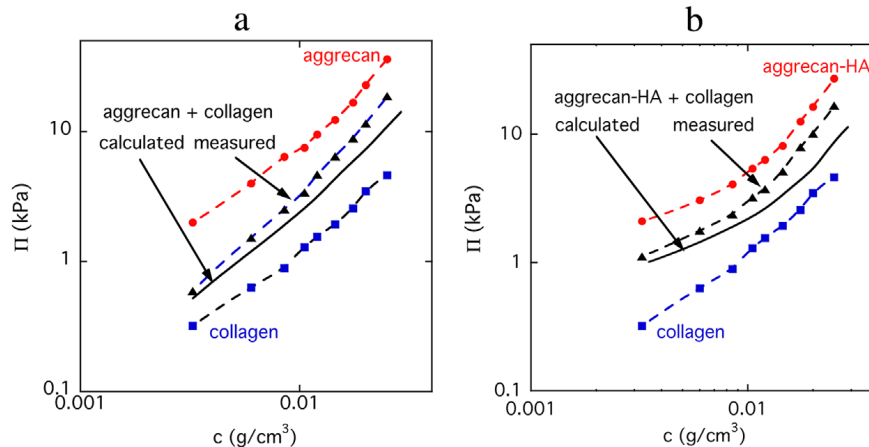 a
aggrecan
aggrecan + collagen
calculated measured
collagen
10
1
0.1
0.001
0.01
Π (kPa)
c (g/cm³)
b
aggrecan-HA
aggrecan-HA + collagen
calculated measured
collagen
10
1
0.1
0.001
0.01
Π (kPa)
c (g/cm³)